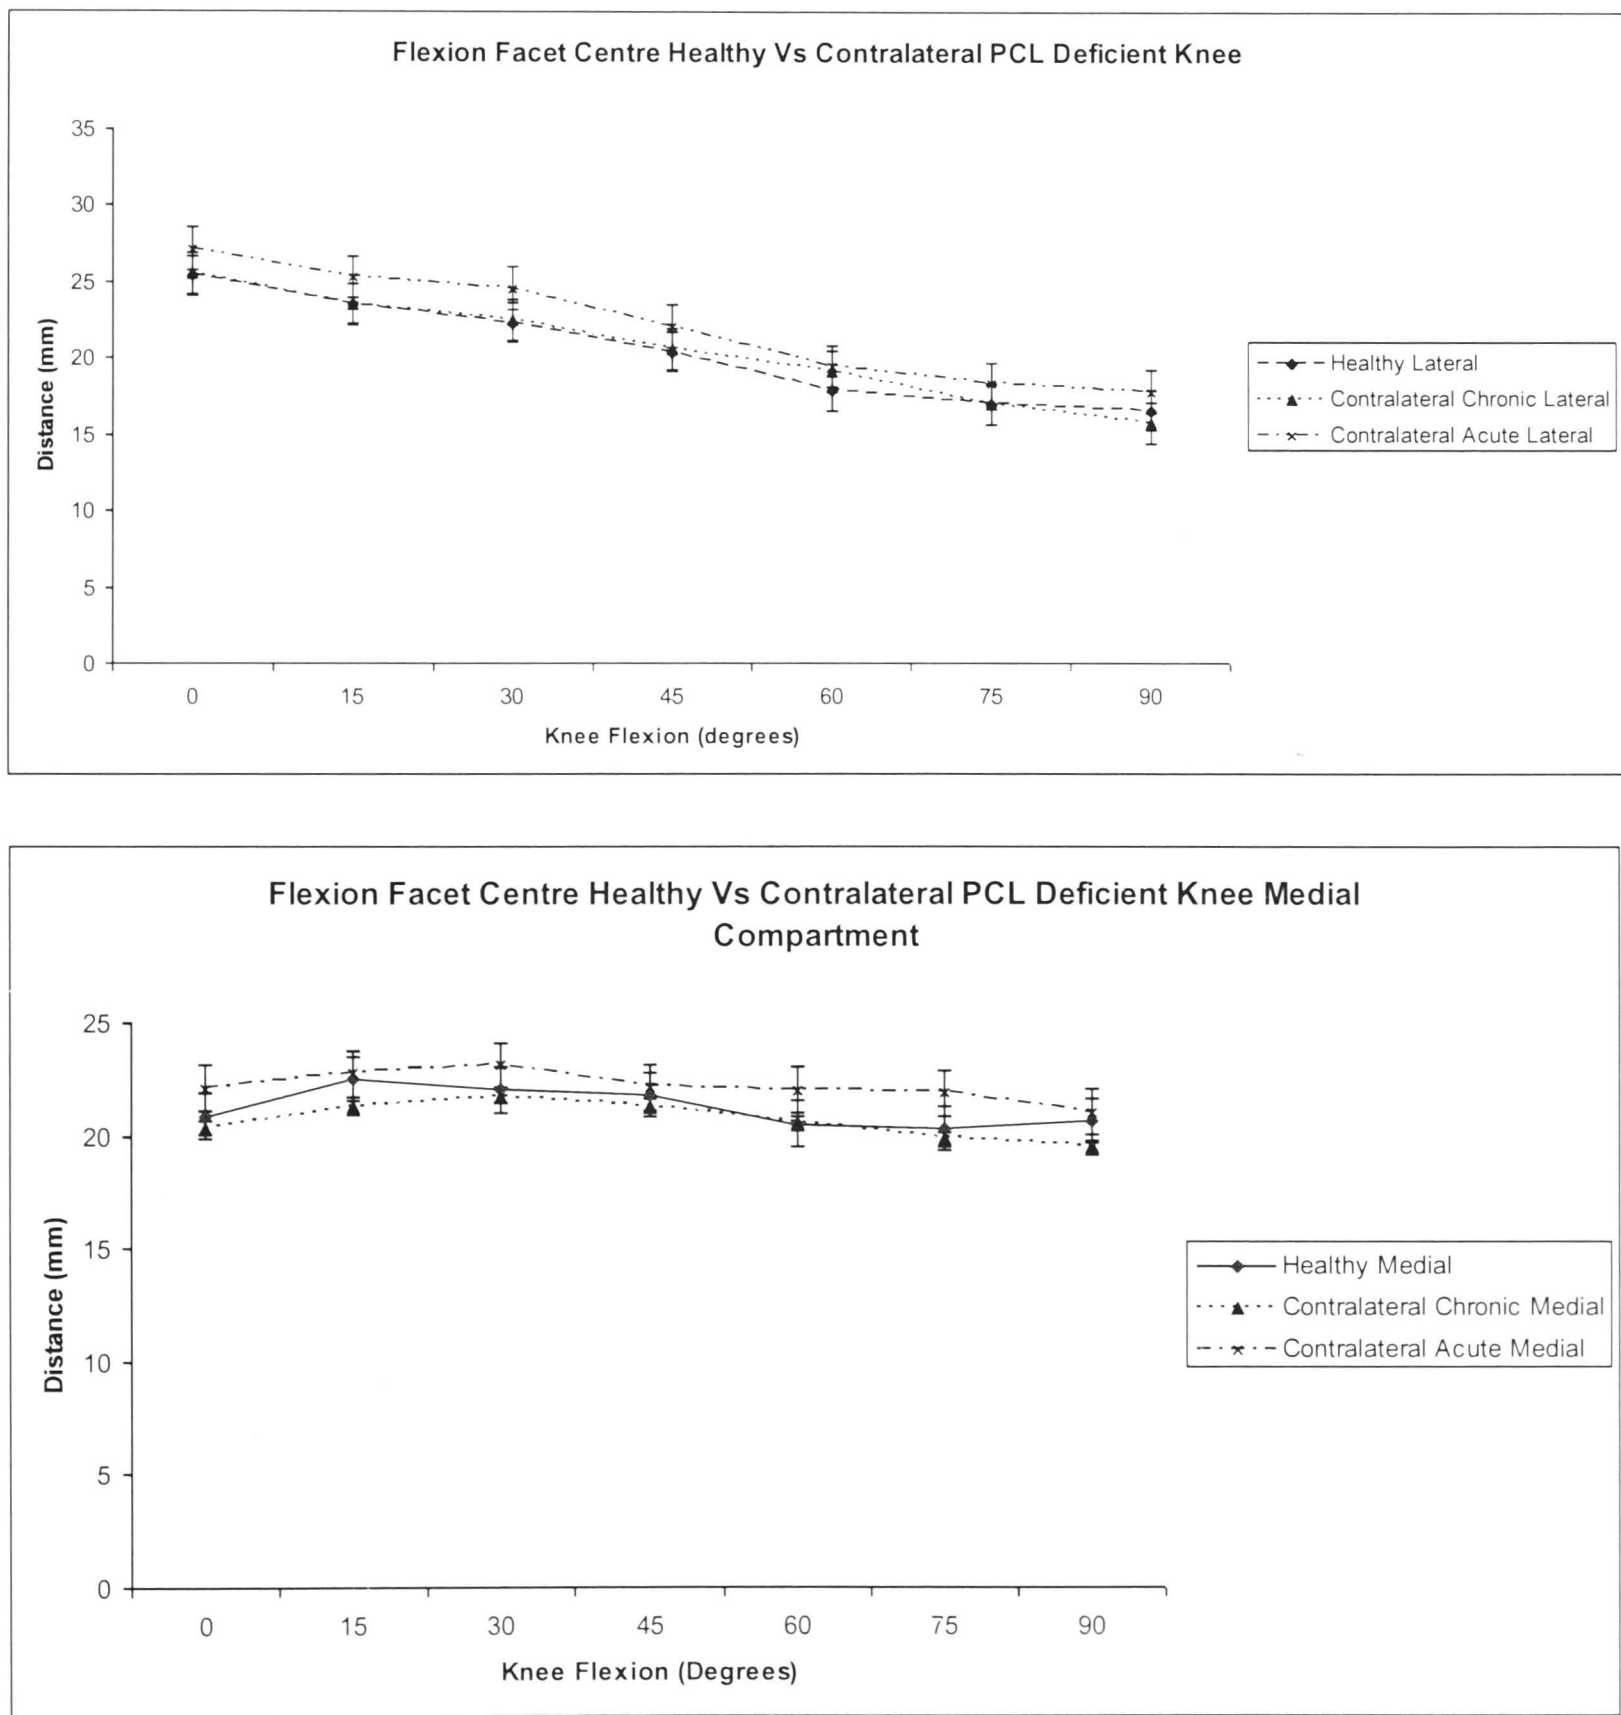 Flexion Facet Centre Healthy Vs Contralateral PCL Deficient Knee
35
30
25
20
15
10
5
0
Distance (mm)
0 15 30 45 60 75 90
Knee Flexion (degrees)
Healthy Lateral
Contralateral Chronic Lateral
Contralateral Acute Lateral
Flexion Facet Centre Healthy Vs Contralateral PCL Deficient Knee Medial
Compartment
25
20
15
10
5
0
Distance (mm)
0 15 30 45 60 75 90
Knee Flexion (Degrees)
Healthy Medial
Contralateral Chronic Medial
Contralateral Acute Medial